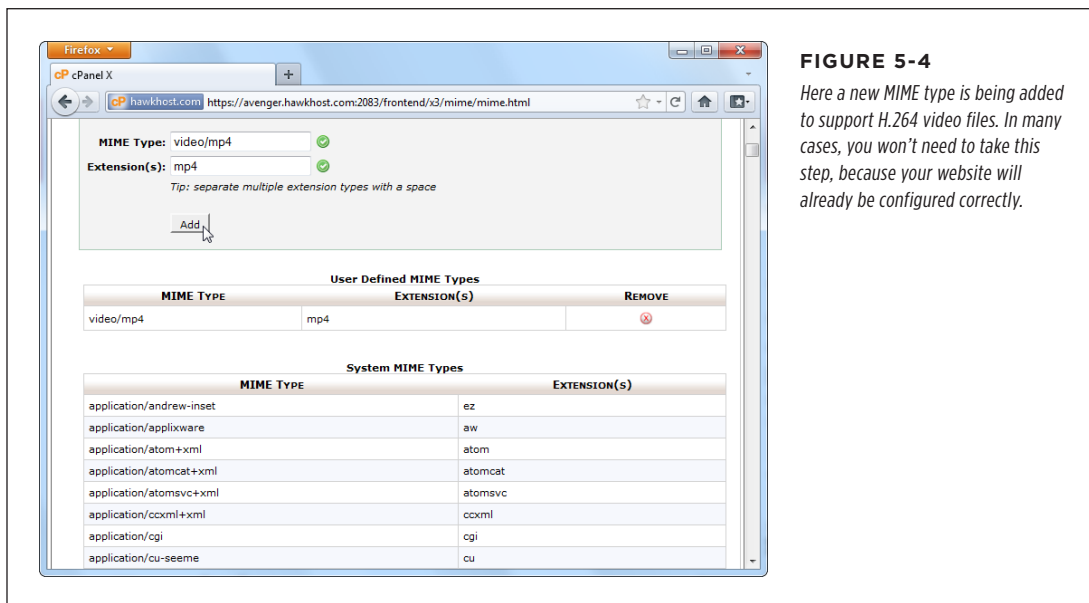 Firefox
cP cPanel X
+
cP hawkhost.com https://avenger.hawkhost.com:2083/frontend/x3/mime/mime.html
MIME Type: video/mp4
Extension(s): mp4
Tip: separate multiple extension types with a space
Add
User Defined MIME Types
MIME TYPE EXTENSION(S) REMOVE
video/mp4 mp4
System MIME Types
MIME TYPE EXTENSION(S)
application/andrew-inset ez
application/applixware aw
application/atom+xml atom
application/atomcat+xml atomcat
application/atomsvc+xml atomsvc
application/ccxml+xml ccxml
application/cgi cgi
application/cu-seeme cu
FIGURE 5-4
Here a new MIME type is being added
to support H.264 video files. In many
cases, you won't need to take this
step, because your website will
already be configured correctly.